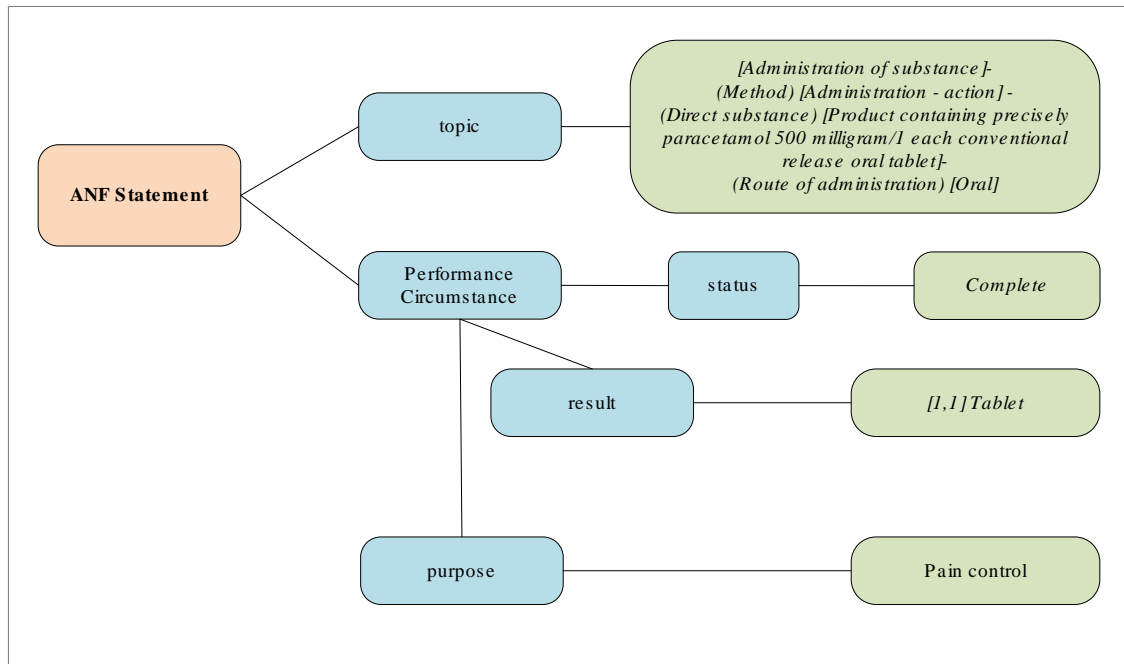 [Administration of substance]-
(Method) [Administration - action] -
(Direct substance) [Product containing precisely
paracetamol 500 milligram/1 each conventional
release oral tablet]-
(Route of administration) [Oral]
topic
ANF Statement
Performance
Circumstance
status
Complete
result
[1,1] Tablet
purpose
Pain control